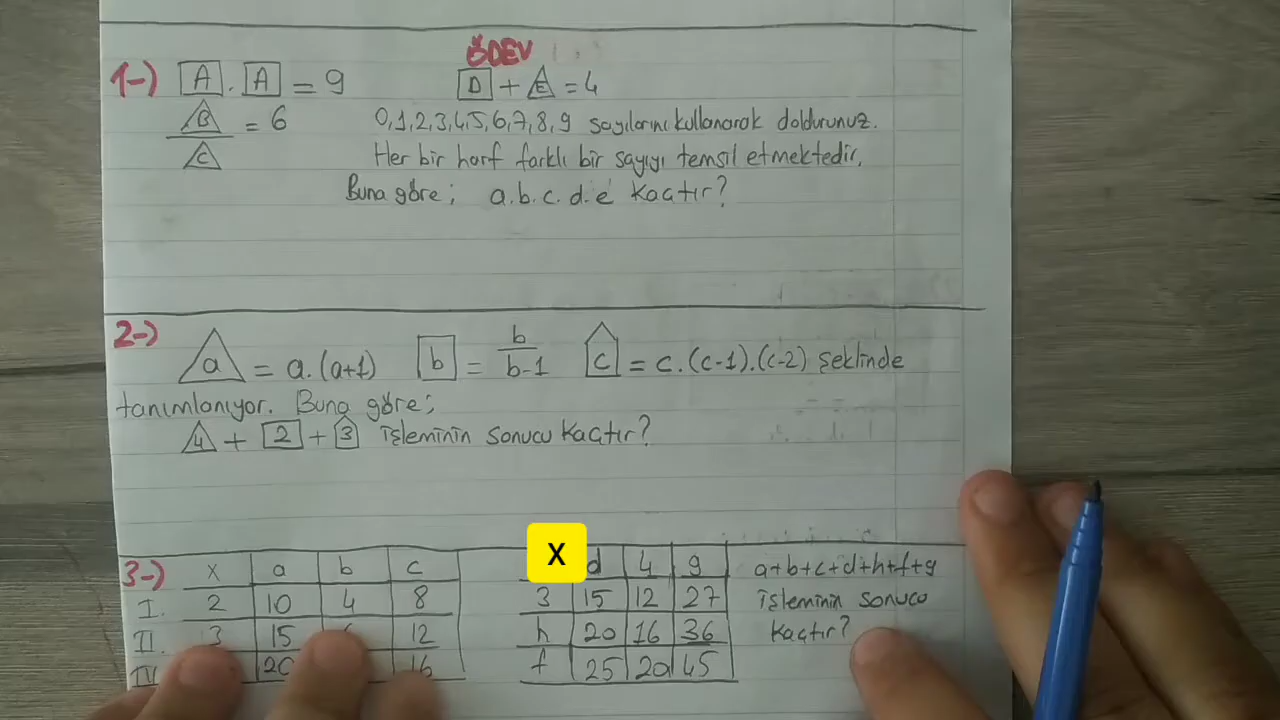 ÖDEV
1-) A . A = 9 D + E = 4
B = 6 0,1,2,3,4,5,6,7,8,9 sayılarını kullanarak doldurunuz.
C Her bir harf farklı bir sayıyı temsil etmektedir.
Buna göre; a.b.c.d.e kaçtır?
2-) a = a.(a+1) b = b/b-1 c = c.(c-1).(c-2) şeklinde
tanımlanıyor. Buna göre;
4 + 2 + 3 işleminin sonucu kaçtır?
3-) x a b c X d 4 g a+b+c+d+h+f+g
I. 2 10 4 8 3 15 12 27 işleminin sonucu
II. 3 15 12 h 20 16 36 kaçtır?
20 16 f 25 20 45